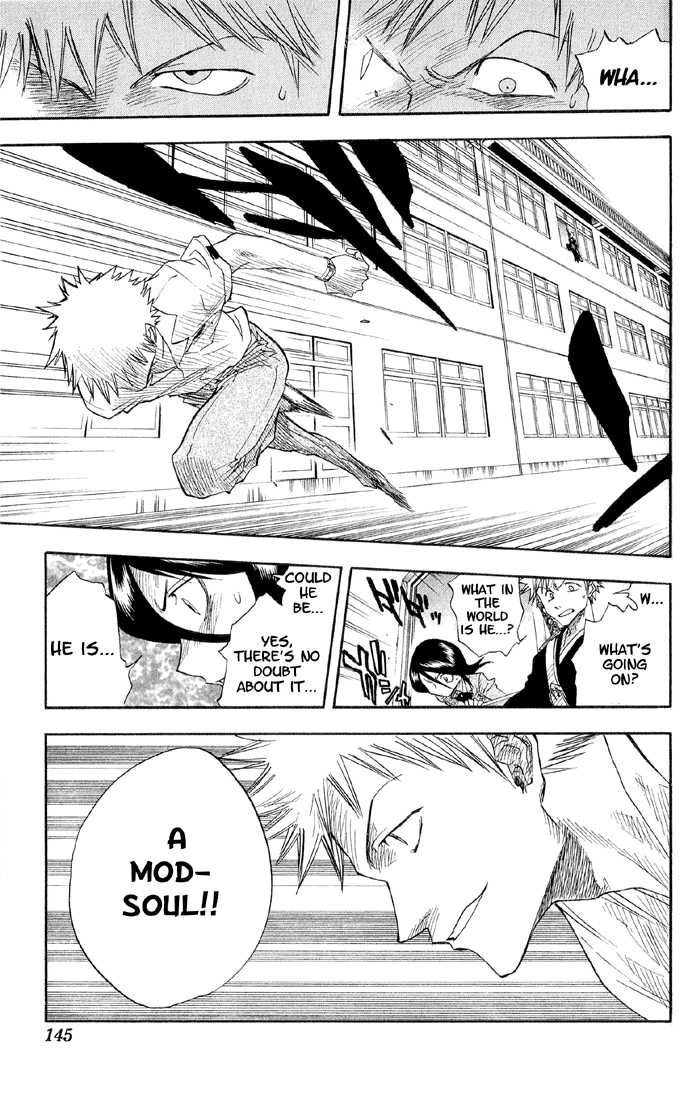 WHA...
W...
WHAT'S
GOING
ON?
WHAT IN
THE
WORLD
IS HE...?
COULD
HE
BE...
YES,
THERE'S NO
DOUBT
ABOUT IT...
HE IS...
A
MOD-
SOUL!!
145